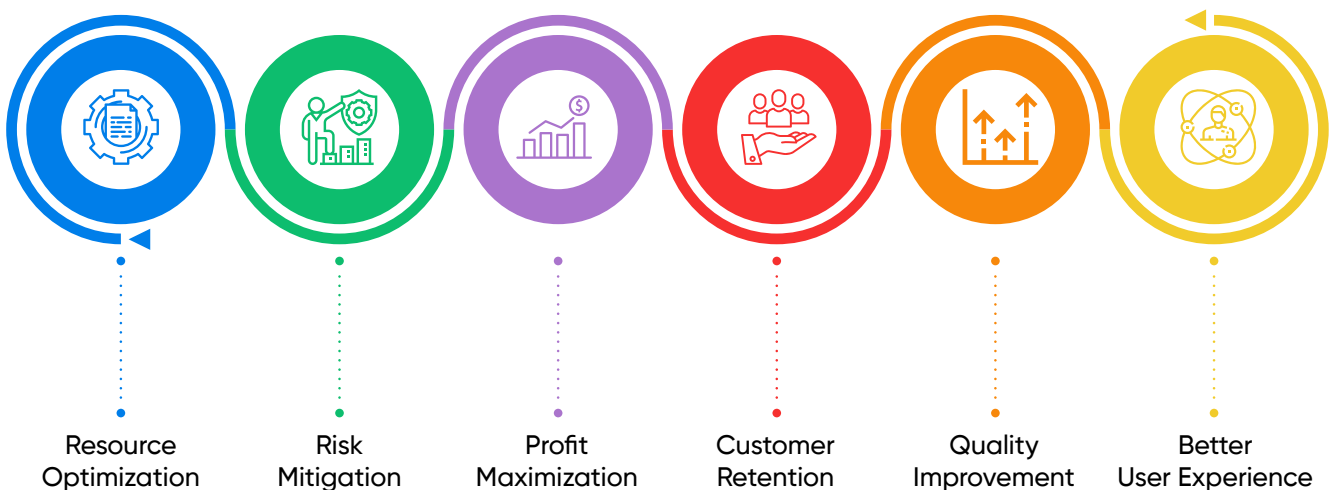 Resource
Optimization
Risk
Mitigation
Profit
Maximization
$
Customer
Retention
Quality
Improvement
Better
User Experience